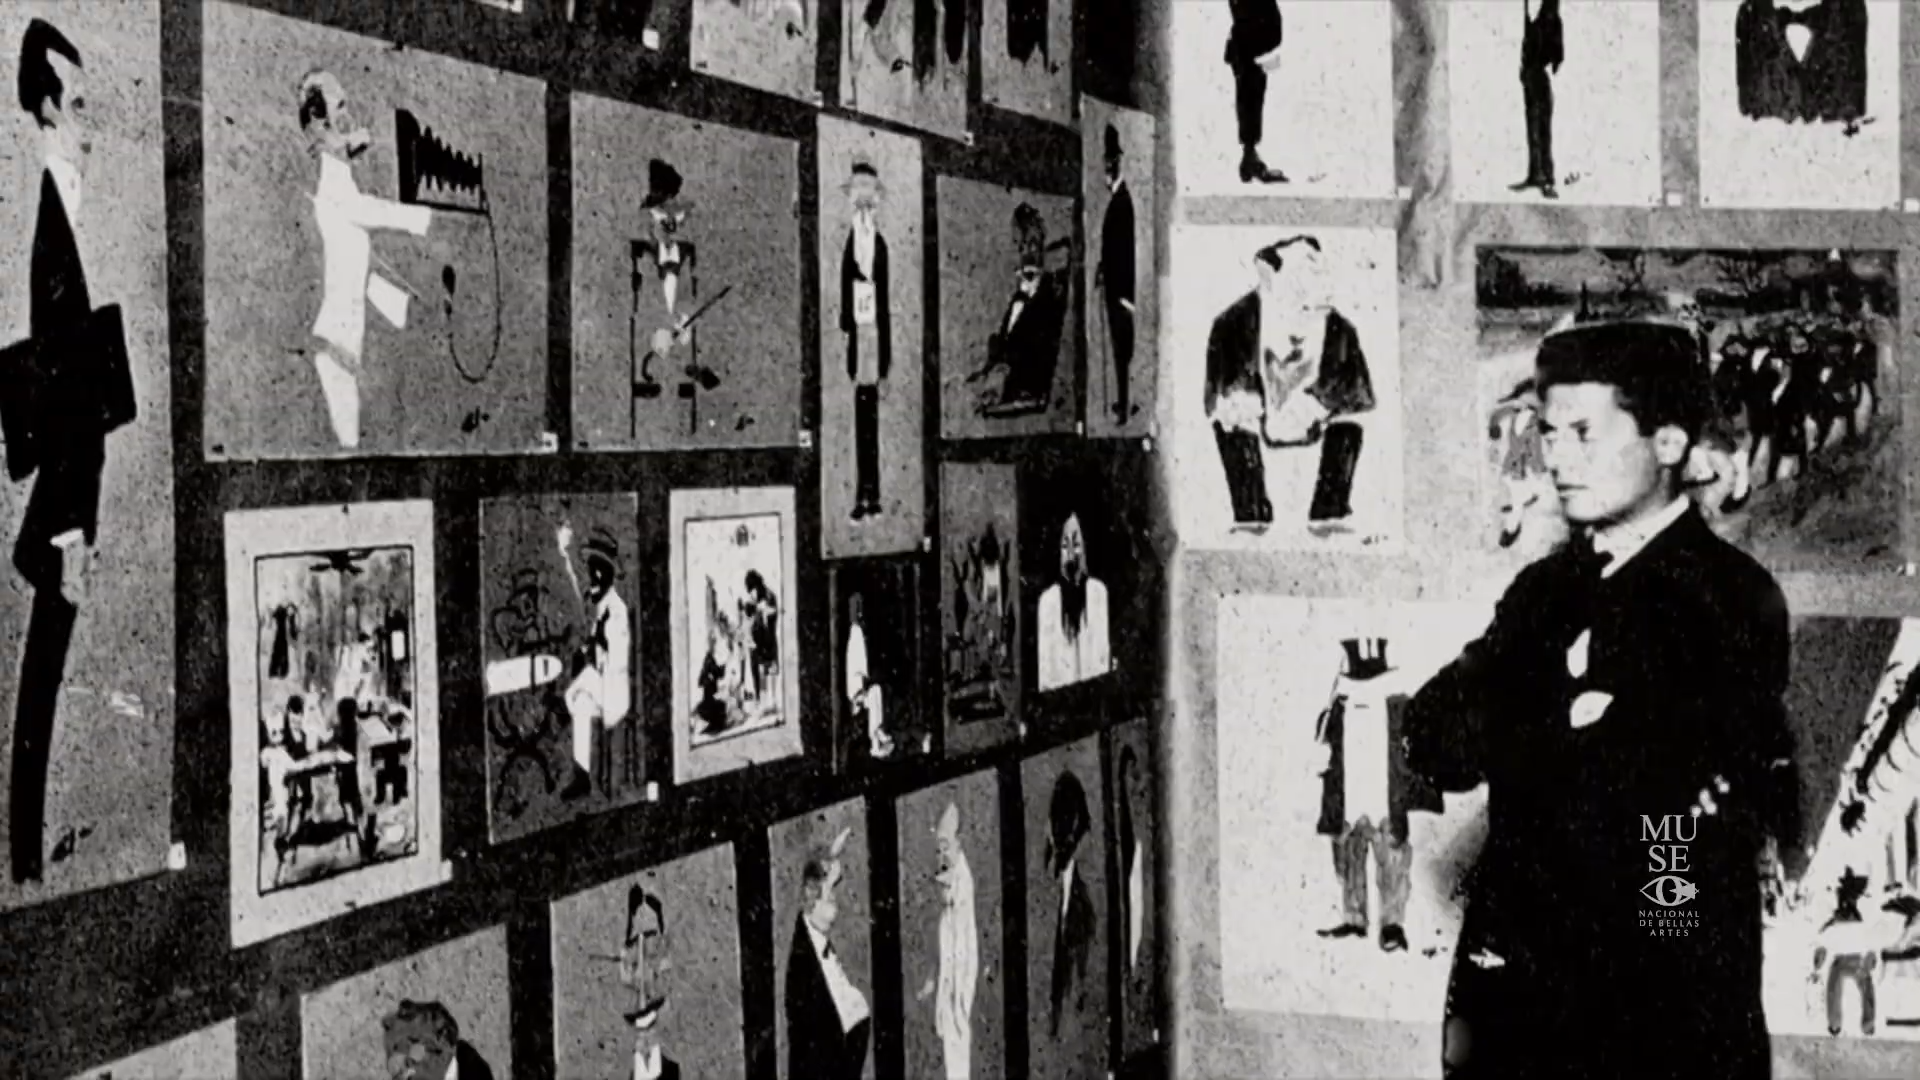 MU
SE
O
NACIONAL
DE BELLAS
ARTES